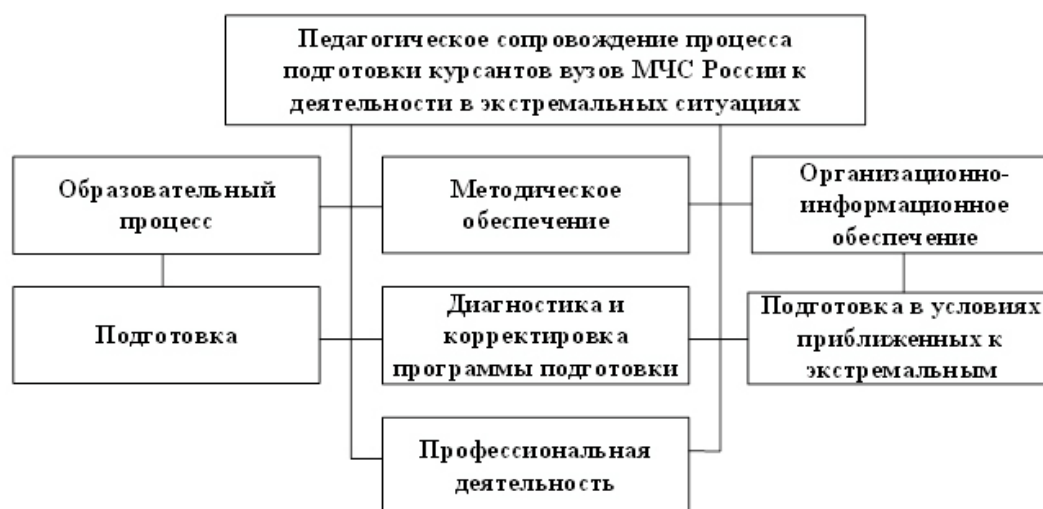 Педагогическое сопровождение процесса
подготовки курсантов вузов МЧС России к
деятельности в экстремальных ситуациях
Образовательный
процесс
Методическое
обеспечение
Организационно-
информационное
обеспечение
Подготовка
Диагностика и
корректировка
программы подготовки
Подготовка в условиях
приближенных к
экстремальным
Профессиональная
деятельность